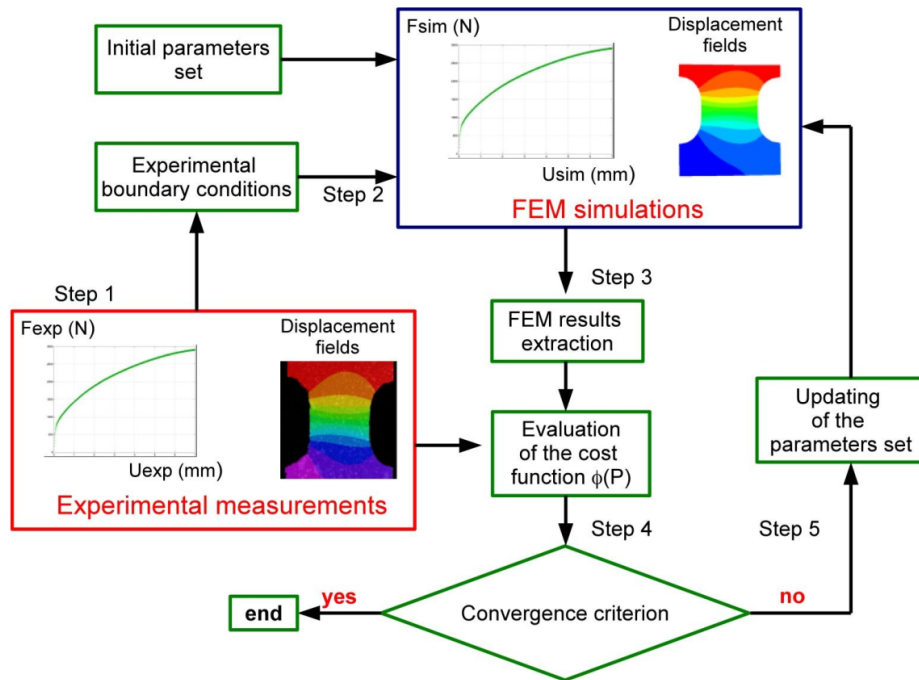 Initial parameters
set
Fsim (N)
Displacement
fields
Usim (mm)
FEM simulations
Experimental
boundary conditions
Step 2
Step 1
Step 3
Fexp (N)
Displacement
fields
Uexp (mm)
Experimental measurements
FEM results
extraction
Evaluation
of the cost
function ϕ(P)
Updating
of the
parameters set
Step 4
Step 5
Convergence criterion
yes
no
end